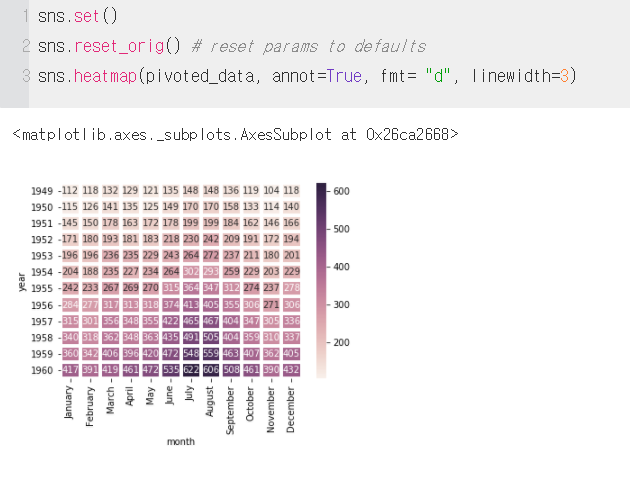 1 sns.set()
2 sns.reset_orig() # reset params to defaults
3 sns.heatmap(pivoted_data, annot=True, fmt= "d", linewidth=3)
<matplotlib.axes._subplots.AxesSubplot at 0x26ca2668>
1949 112 118 132 129 121 135 148 148 136 119 104 118
1950 115 126 141 135 125 149 170 170 158 133 114 140
1951 145 150 178 163 172 178 199 199 184 162 146 166
1952 171 180 193 181 183 218 230 242 209 191 172 194
1953 196 196 236 235 229 243 264 272 237 211 180 201
1954 204 188 235 227 234 264 302 293 259 229 203 229
1955 242 233 267 269 270 315 364 347 312 274 237 278
1956 284 277 317 313 318 374 413 405 355 306 271 306
1957 315 301 356 348 355 422 465 467 404 347 305 336
1958 340 318 362 348 363 435 491 505 404 359 310 337
1959 360 342 406 396 420 472 548 559 463 407 362 405
1960 417 391 419 461 472 535 622 606 508 461 390 432
year
January February March April May June July August September October November December
month
600
500
400
300
200